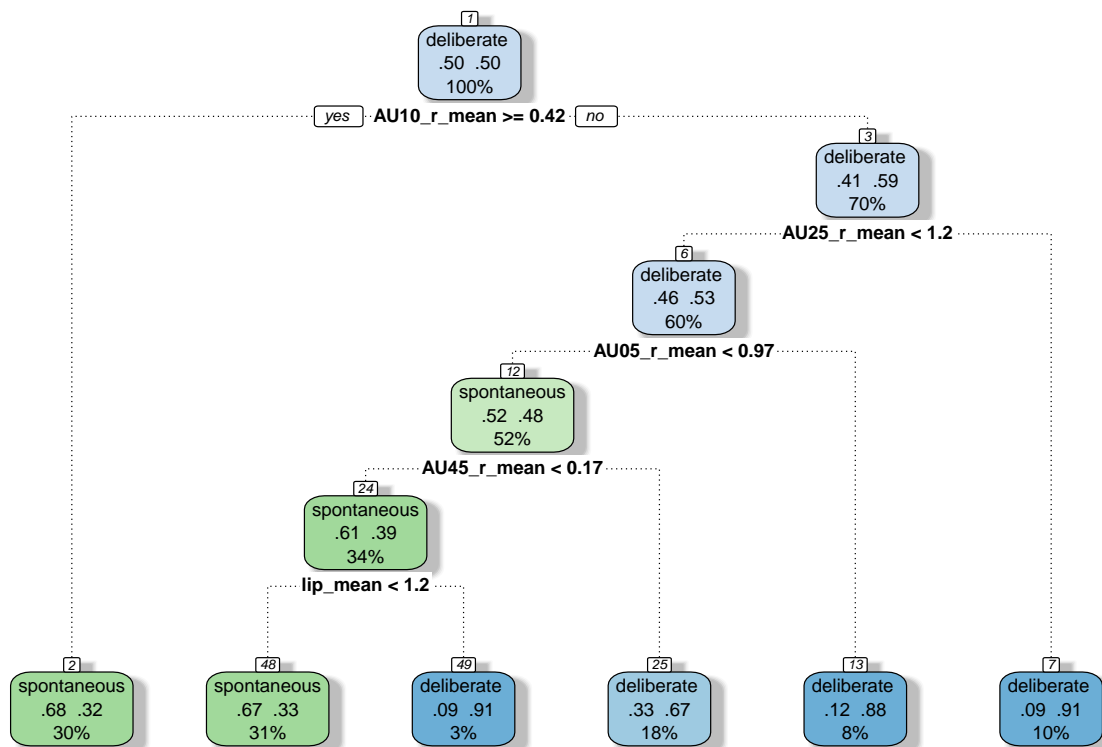 1
deliberate
.50 .50
100%
yes AU10_r_mean >= 0.42 no
3
deliberate
.41 .59
70%
AU25_r_mean < 1.2
6
deliberate
.46 .53
60%
AU05_r_mean < 0.97
12
spontaneous
.52 .48
52%
AU45_r_mean < 0.17
24
spontaneous
.61 .39
34%
lip_mean < 1.2
2
spontaneous
.68 .32
30%
48
spontaneous
.67 .33
31%
49
deliberate
.09 .91
3%
25
deliberate
.33 .67
18%
13
deliberate
.12 .88
8%
7
deliberate
.09 .91
10%